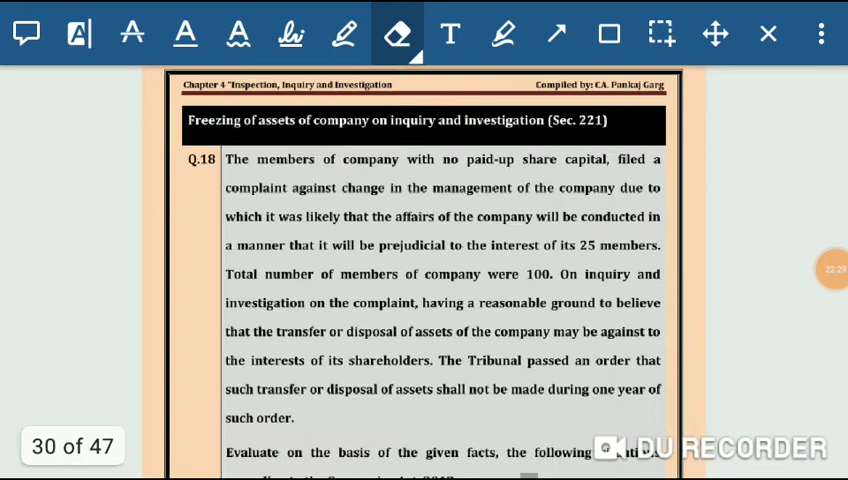 Chapter 4 "Inspection, Inquiry and Investigation Compiled by: CA. Pankaj Garg
Freezing of assets of company on inquiry and investigation (Sec. 221)
Q.18 The members of company with no paid-up share capital, filed a
complaint against change in the management of the company due to
which it was likely that the affairs of the company will be conducted in
a manner that it will be prejudicial to the interest of its 25 members.
22:29
Total number of members of company were 100. On inquiry and
investigation on the complaint, having a reasonable ground to believe
that the transfer or disposal of assets of the company may be against to
the interests of its shareholders. The Tribunal passed an order that
such transfer or disposal of assets shall not be made during one year of
such order.
30 of 47
DU RECORDER
Evaluate on the basis of the given facts, the following